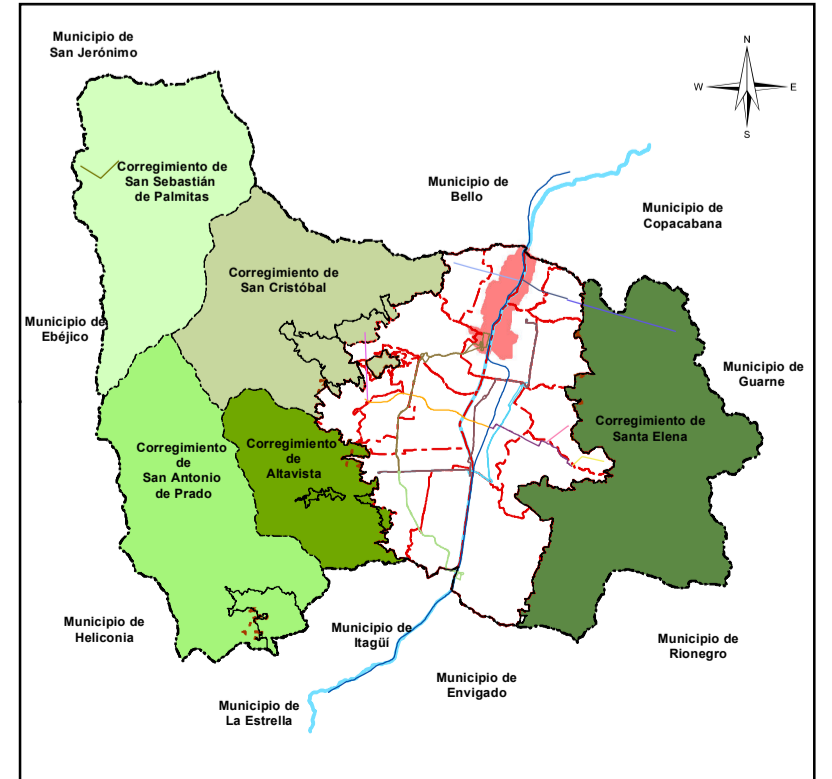 Municipio de
San Jerónimo
N
W
E
S
Corregimiento de
San Sebastián
de Palmitas
Municipio de
Bello
Municipio de
Copacabana
Corregimiento de
San Cristóbal
Municipio de
Ebéjico
Municipio de
Guarne
Corregimiento de
Santa Elena
Corregimiento
de
San Antonio
de Prado
Corregimiento
de
Altavista
Municipio de
Heliconia
Municipio de
Itagüí
Municipio de
Rionegro
Municipio de
Envigado
Municipio de
La Estrella